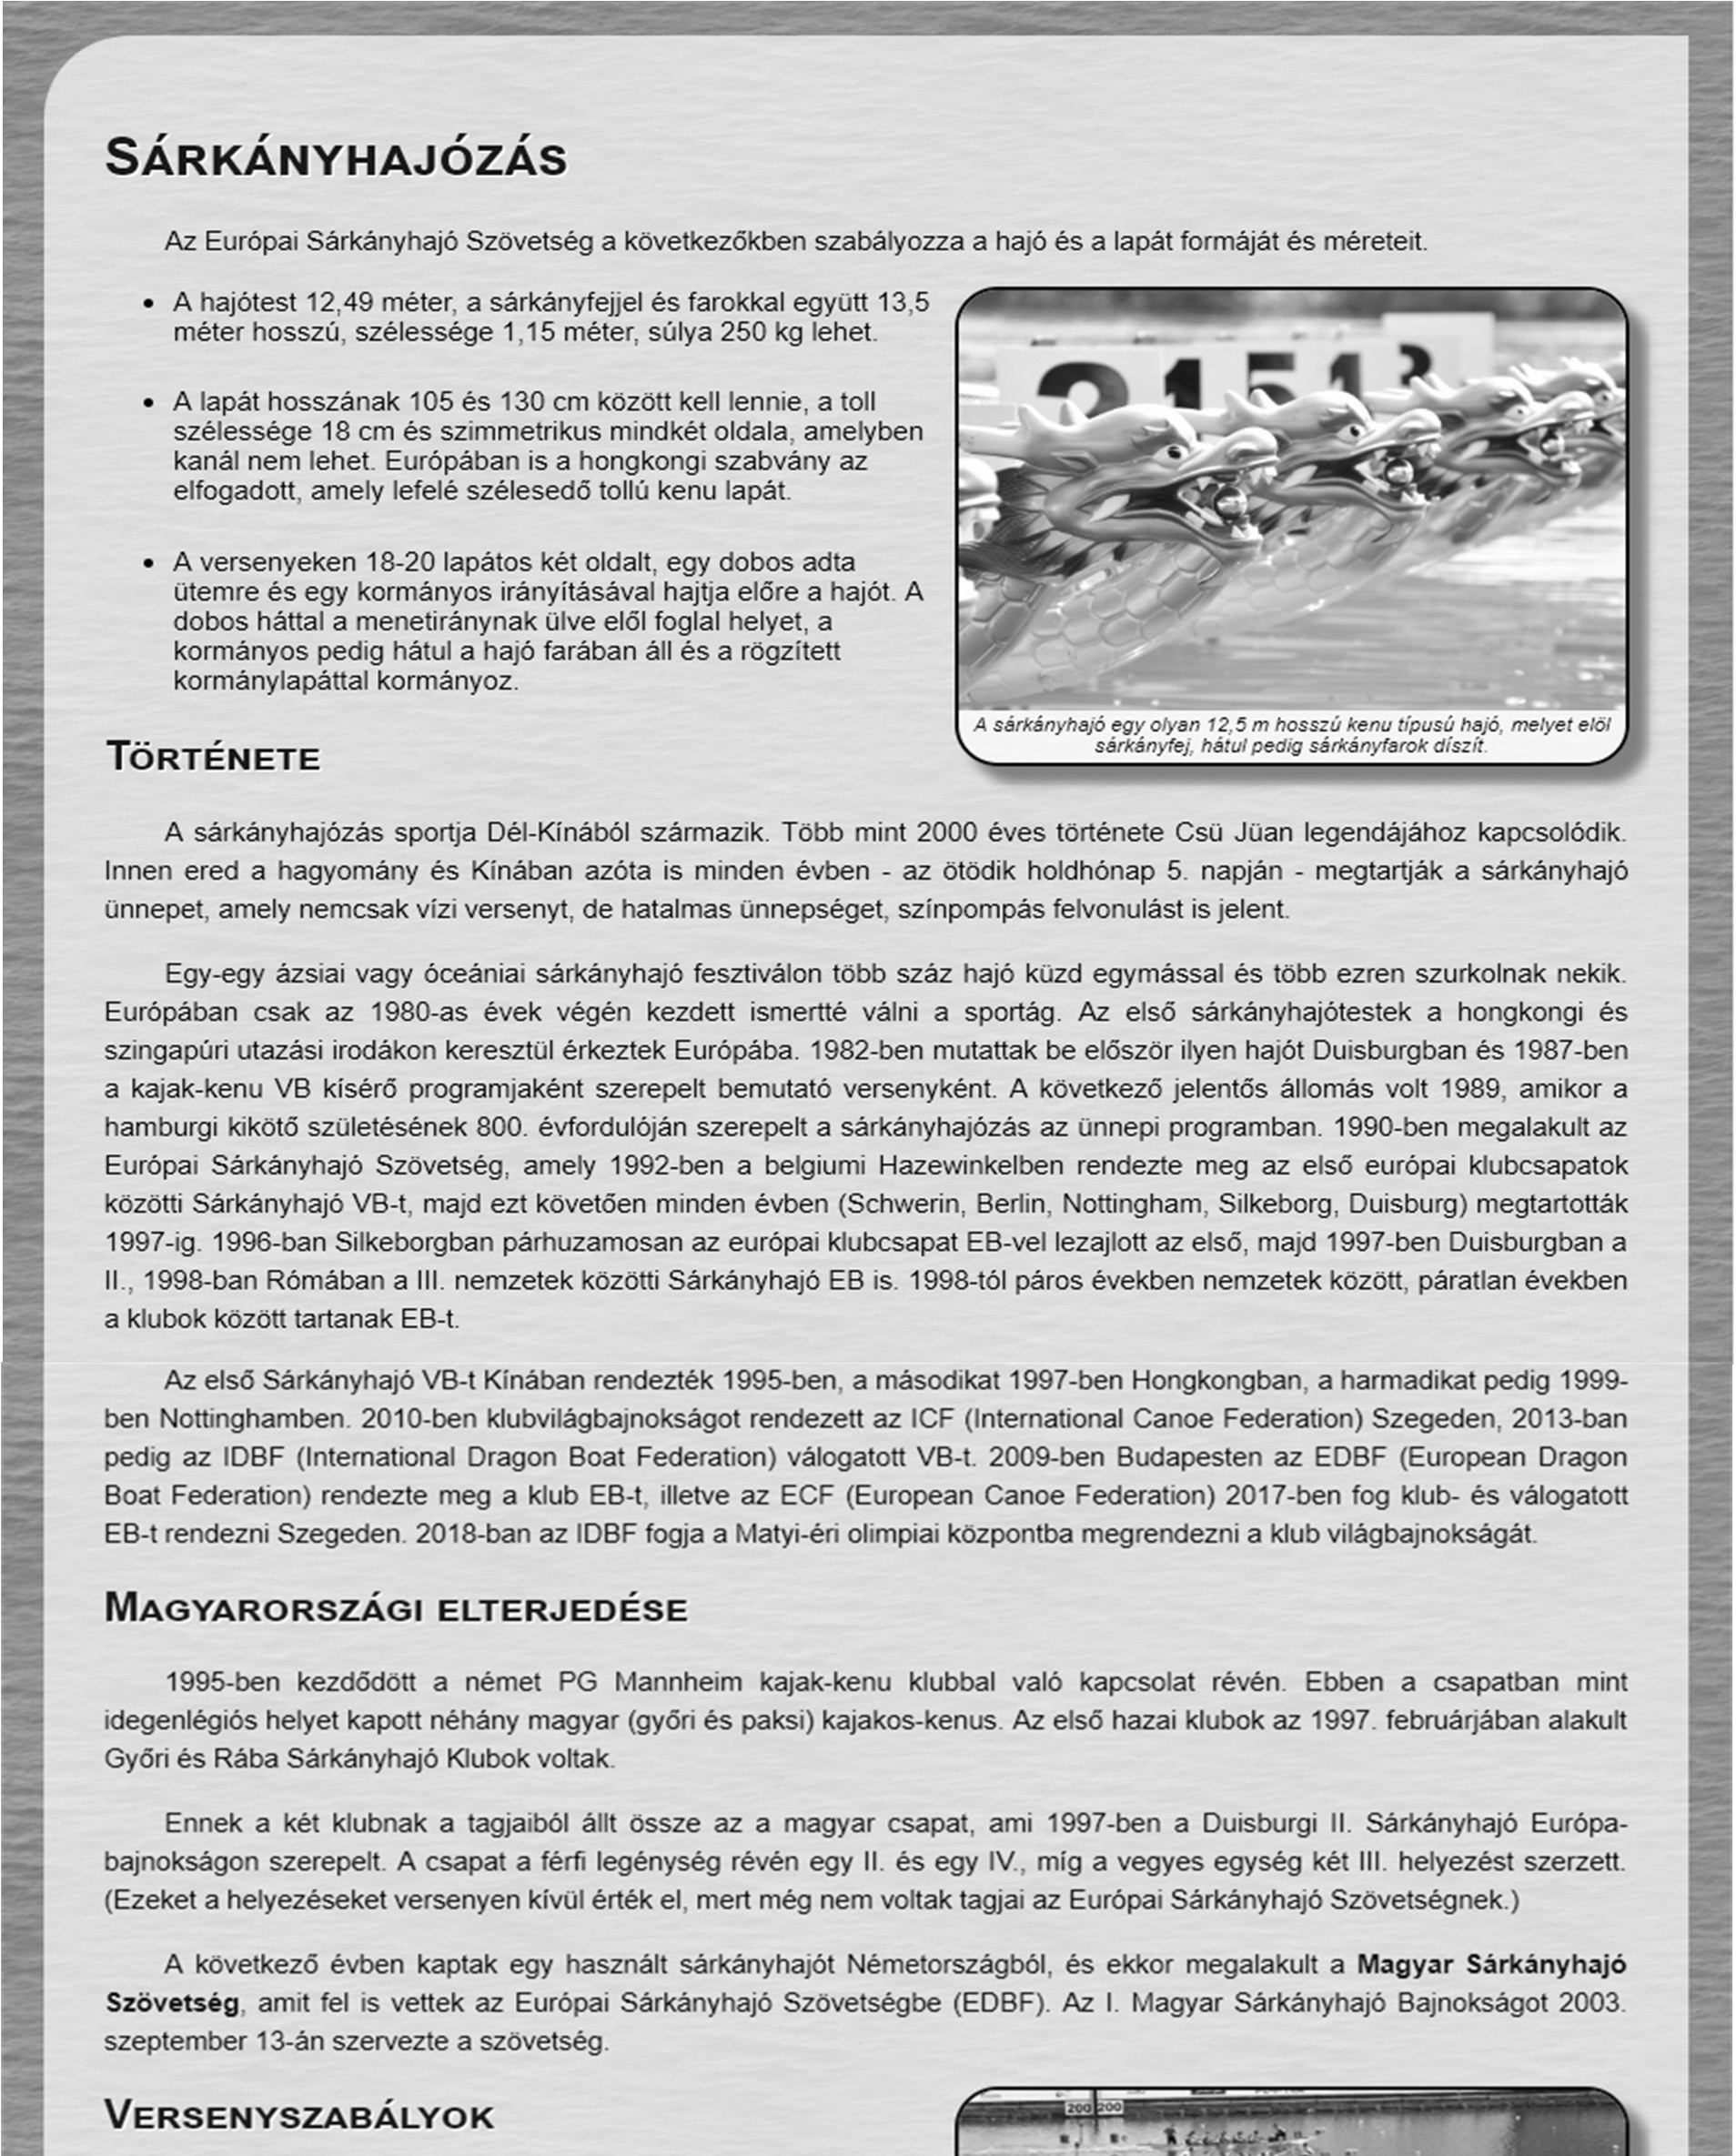 SÁRKÁNYHAJÓZÁS
Az Európai Sárkányhajó Szövetség a következőkben szabályozza a hajó és a lapát formáját és méreteit.
• A hajótest 12,49 méter, a sárkányfejjel és farokkal együtt 13,5
méter hosszú, szélessége 1,15 méter, súlya 250 kg lehet.
• A lapát hosszának 105 és 130 cm között kell lennie, a toll
szélessége 18 cm és szimmetrikus mindkét oldala, amelyben
kanál nem lehet. Európában is a hongkongi szabvány az
elfogadott, amely lefelé szélesedő tollú kenu lapát.
• A versenyeken 18-20 lapátos két oldalt, egy dobos adta
ütemre és egy kormányos irányításával hajtja előre a hajót. A
dobos háttal a menetiránynak ülve elől foglal helyet, a
kormányos pedig hátul a hajó farában áll és a rögzített
kormánylapáttal kormányoz.
2 1 5 1 3
A sárkányhajó egy olyan 12,5 m hosszú kenu típusú hajó, melyet elöl
sárkányfej, hátul pedig sárkányfarok díszít.
TÖRTÉNETE
A sárkányhajózás sportja Dél-Kínából származik. Több mint 2000 éves története Csü Jüan legendájához kapcsolódik.
Innen ered a hagyomány és Kínában azóta is minden évben - az ötödik holdhónap 5. napján - megtartják a sárkányhajó
ünnepet, amely nemcsak vízi versenyt, de hatalmas ünnepséget, színpompás felvonulást is jelent.
Egy-egy ázsiai vagy óceániai sárkányhajó fesztiválon több száz hajó küzd egymással és több ezren szurkolnak nekik.
Európában csak az 1980-as évek végén kezdett ismertté válni a sportág. Az első sárkányhajótestek a hongkongi és
szingapúri utazási irodákon keresztül érkeztek Európába. 1982-ben mutattak be először ilyen hajót Duisburgban és 1987-ben
a kajak-kenu VB kísérő programjaként szerepelt bemutató versenyként. A következő jelentős állomás volt 1989, amikor a
hamburgi kikötő születésének 800. évfordulóján szerepelt a sárkányhajózás az ünnepi programban. 1990-ben megalakult az
Európai Sárkányhajó Szövetség, amely 1992-ben a belgiumi Hazewinkelben rendezte meg az első európai klubcsapatok
közötti Sárkányhajó VB-t, majd ezt követően minden évben (Schwerin, Berlin, Nottingham, Silkeborg, Duisburg) megtartották
1997-ig. 1996-ban Silkeborgban párhuzamosan az európai klubcsapat EB-vel lezajlott az első, majd 1997-ben Duisburgban a
II., 1998-ban Rómában a III. nemzetek közötti Sárkányhajó EB is. 1998-tól páros években nemzetek között, páratlan években
a klubok között tartanak EB-t.
Az első Sárkányhajó VB-t Kínában rendezték 1995-ben, a másodikat 1997-ben Hongkongban, a harmadikat pedig 1999-
ben Nottinghamben. 2010-ben klubvilágbajnokságot rendezett az ICF (International Canoe Federation) Szegeden, 2013-ban
pedig az IDBF (International Dragon Boat Federation) válogatott VB-t. 2009-ben Budapesten az EDBF (European Dragon
Boat Federation) rendezte meg a klub EB-t, illetve az ECF (European Canoe Federation) 2017-ben fog klub- és válogatott
EB-t rendezni Szegeden. 2018-ban az IDBF fogja a Matyi-éri olimpiai központba megrendezni a klub világbajnokságát.
MAGYARORSZÁGI ELTERJEDÉSE
1995-ben kezdődött a német PG Mannheim kajak-kenu klubbal való kapcsolat révén. Ebben a csapatban mint
idegenlégiós helyet kapott néhány magyar (győri és paksi) kajakos-kenus. Az első hazai klubok az 1997. februárjában alakult
Győri és Rába Sárkányhajó Klubok voltak.
Ennek a két klubnak a tagjaiból állt össze az a magyar csapat, ami 1997-ben a Duisburgi II. Sárkányhajó Európa-
bajnokságon szerepelt. A csapat a férfi legénység révén egy II. és egy IV., míg a vegyes egység két III. helyezést szerzett.
(Ezeket a helyezéseket versenyen kívül érték el, mert még nem voltak tagjai az Európai Sárkányhajó Szövetségnek.)
A következő évben kaptak egy használt sárkányhajót Németországból, és ekkor megalakult a Magyar Sárkányhajó
Szövetség, amit fel is vettek az Európai Sárkányhajó Szövetségbe (EDBF). Az I. Magyar Sárkányhajó Bajnokságot 2003.
szeptember 13-án szervezte a szövetség.
VERSENYSZABÁLYOK
200 200